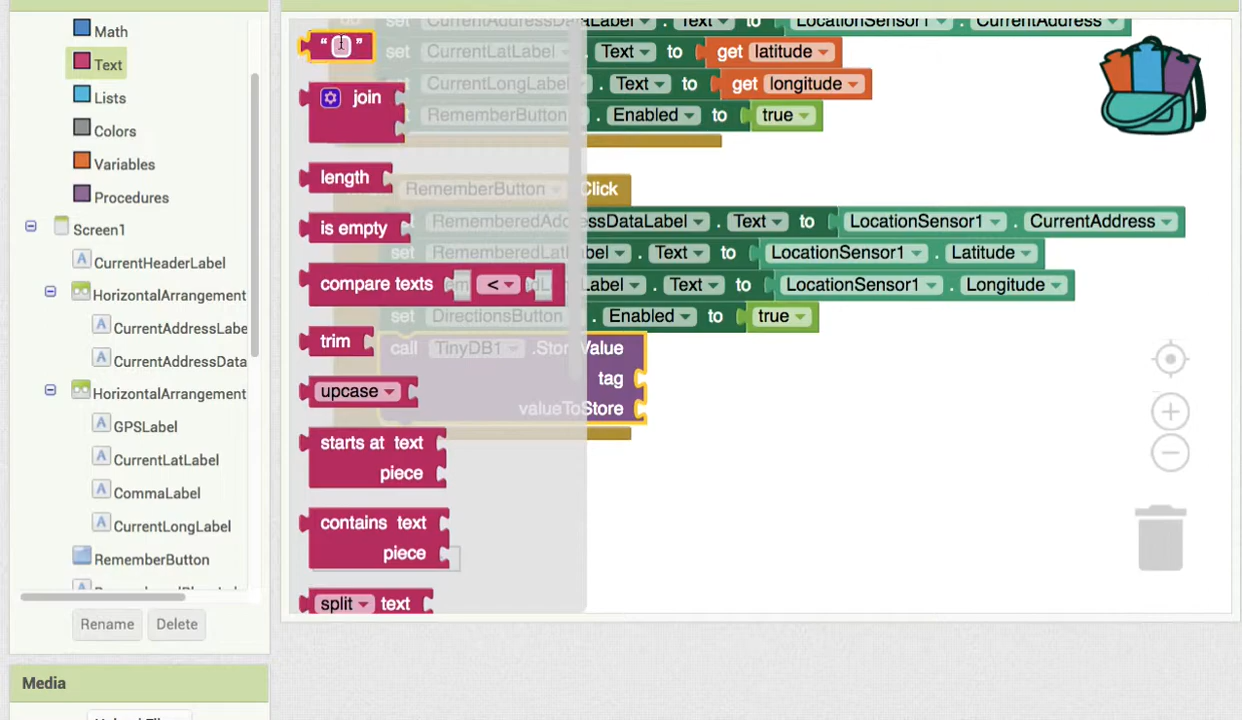 Math
Text
Lists
Colors
Variables
Procedures
Screen1
CurrentHeaderLabel
HorizontalArrangement
CurrentAddressLabe
CurrentAddressData
HorizontalArrangement
GPSLabel
CurrentLatLabel
CommaLabel
CurrentLongLabel
RememberButton
Rename Delete
Media
“ ”
join
length
is empty
compare texts <
trim
upcase
starts at text
piece
contains text
piece
split text
set CurrentAddressDataLabel . Text to LocationSensor1 . CurrentAddress
set CurrentLatLabel . Text to get latitude
set CurrentLongLabel . Text to get longitude
RememberButton . Enabled to true
RememberButton Click
RememberedAddressDataLabel . Text to LocationSensor1 . CurrentAddress
set RememberedLatLabel . Text to LocationSensor1 . Latitude
Label . Text to LocationSensor1 . Longitude
set DirectionsButton . Enabled to true
call TinyDB1 .StoreValue
tag
valueToStore